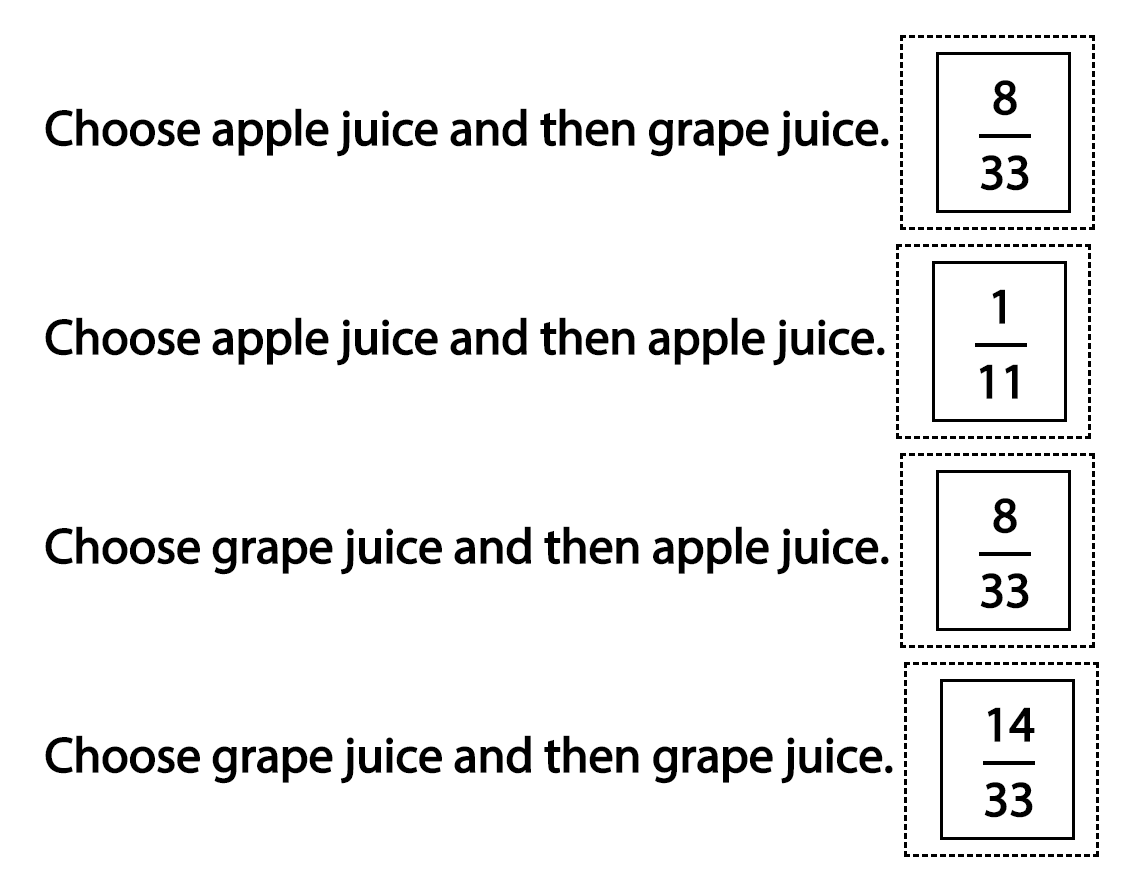 Choose apple juice and then grape juice. 8/33
Choose apple juice and then apple juice. 1/11
Choose grape juice and then apple juice. 8/33
Choose grape juice and then grape juice. 14/33